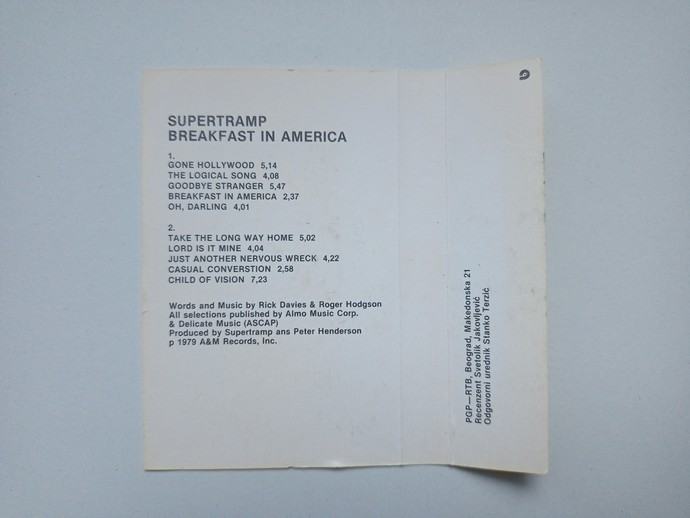 SUPERTRAMP
BREAKFAST IN AMERICA
1.
GONE HOLLYWOOD 5,14
THE LOGICAL SONG 4,08
GOODBYE STRANGER 5,47
BREAKFAST IN AMERICA 2,37
OH, DARLING 4,01
2.
TAKE THE LONG WAY HOME 5,02
LORD IS IT MINE 4,04
JUST ANOTHER NERVOUS WRECK 4,22
CASUAL CONVERSTION 2,58
CHILD OF VISION 7,23
Words and Music by Rick Davies & Roger Hodgson
All selections published by Almo Music Corp.
& Delicate Music (ASCAP)
Produced by Supertramp ans Peter Henderson
p 1979 A&M Records, Inc.
PGP—RTB, Beograd, Makedonska 21
Recenzent Svetolik Jakovljević
Odgovorni urednik Stanko Terzić